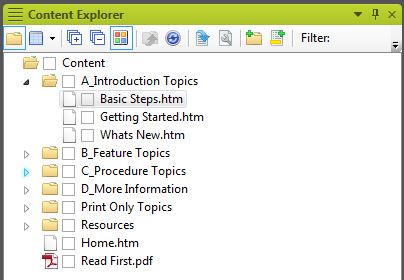 Content Explorer
Filter:
Content
A_Introduction Topics
Basic Steps.htm
Getting Started.htm
Whats New.htm
B_Feature Topics
C_Procedure Topics
D_More Information
Print Only Topics
Resources
Home.htm
Read First.pdf